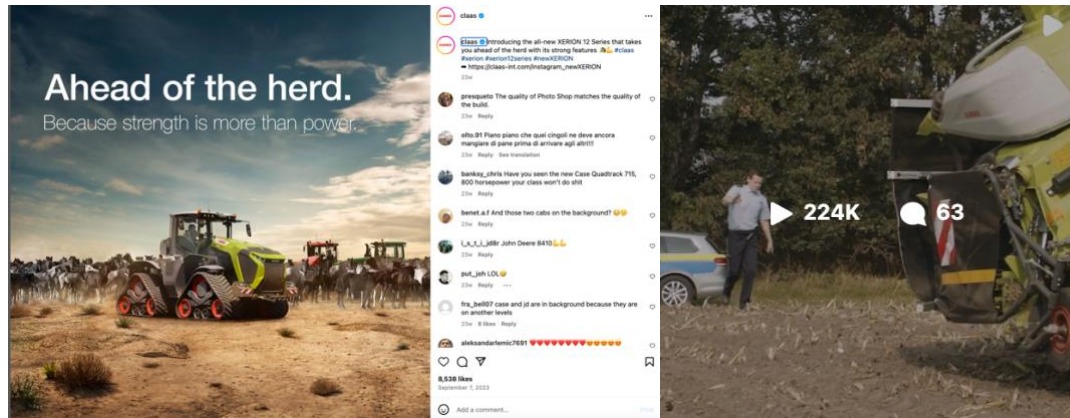 Ahead of the herd.
Because strength is more than power.
claas
claas Introducing the all-new XERION 12 Series that takes
you ahead of the herd with its strong features 🚜💪 #claas
#xerion #xerion12series #newXERION
➡ https://claas-int.com/Instagram_newXERION
23w
presqueto The quality of Photo Shop matches the quality of
the build.
23w Reply
olto.91 Piano piano che quei cingoli ne deve ancora
mangiare di pane prima di arrivare agli altri!!!
23w Reply See translation
banksy_chris Have you seen the new Case Quadtrack 715,
800 horsepower your class won't do shit
23w Reply
benet.a.f And those two cabs on the background?
23w Reply
i_s_t_i_jd8r John Deere 8410💪💪
23w Reply
put_joh LOL
23w Reply
fra_bell07 case and jd are in background because they are
on another levels
23w 8 likes Reply
aleksandarlemic7691 ❤️❤️❤️❤️❤️❤️❤️❤️❤️😍😍😍😍😍
8,538 likes
September 7, 2023
Add a comment...
Post
224K
63